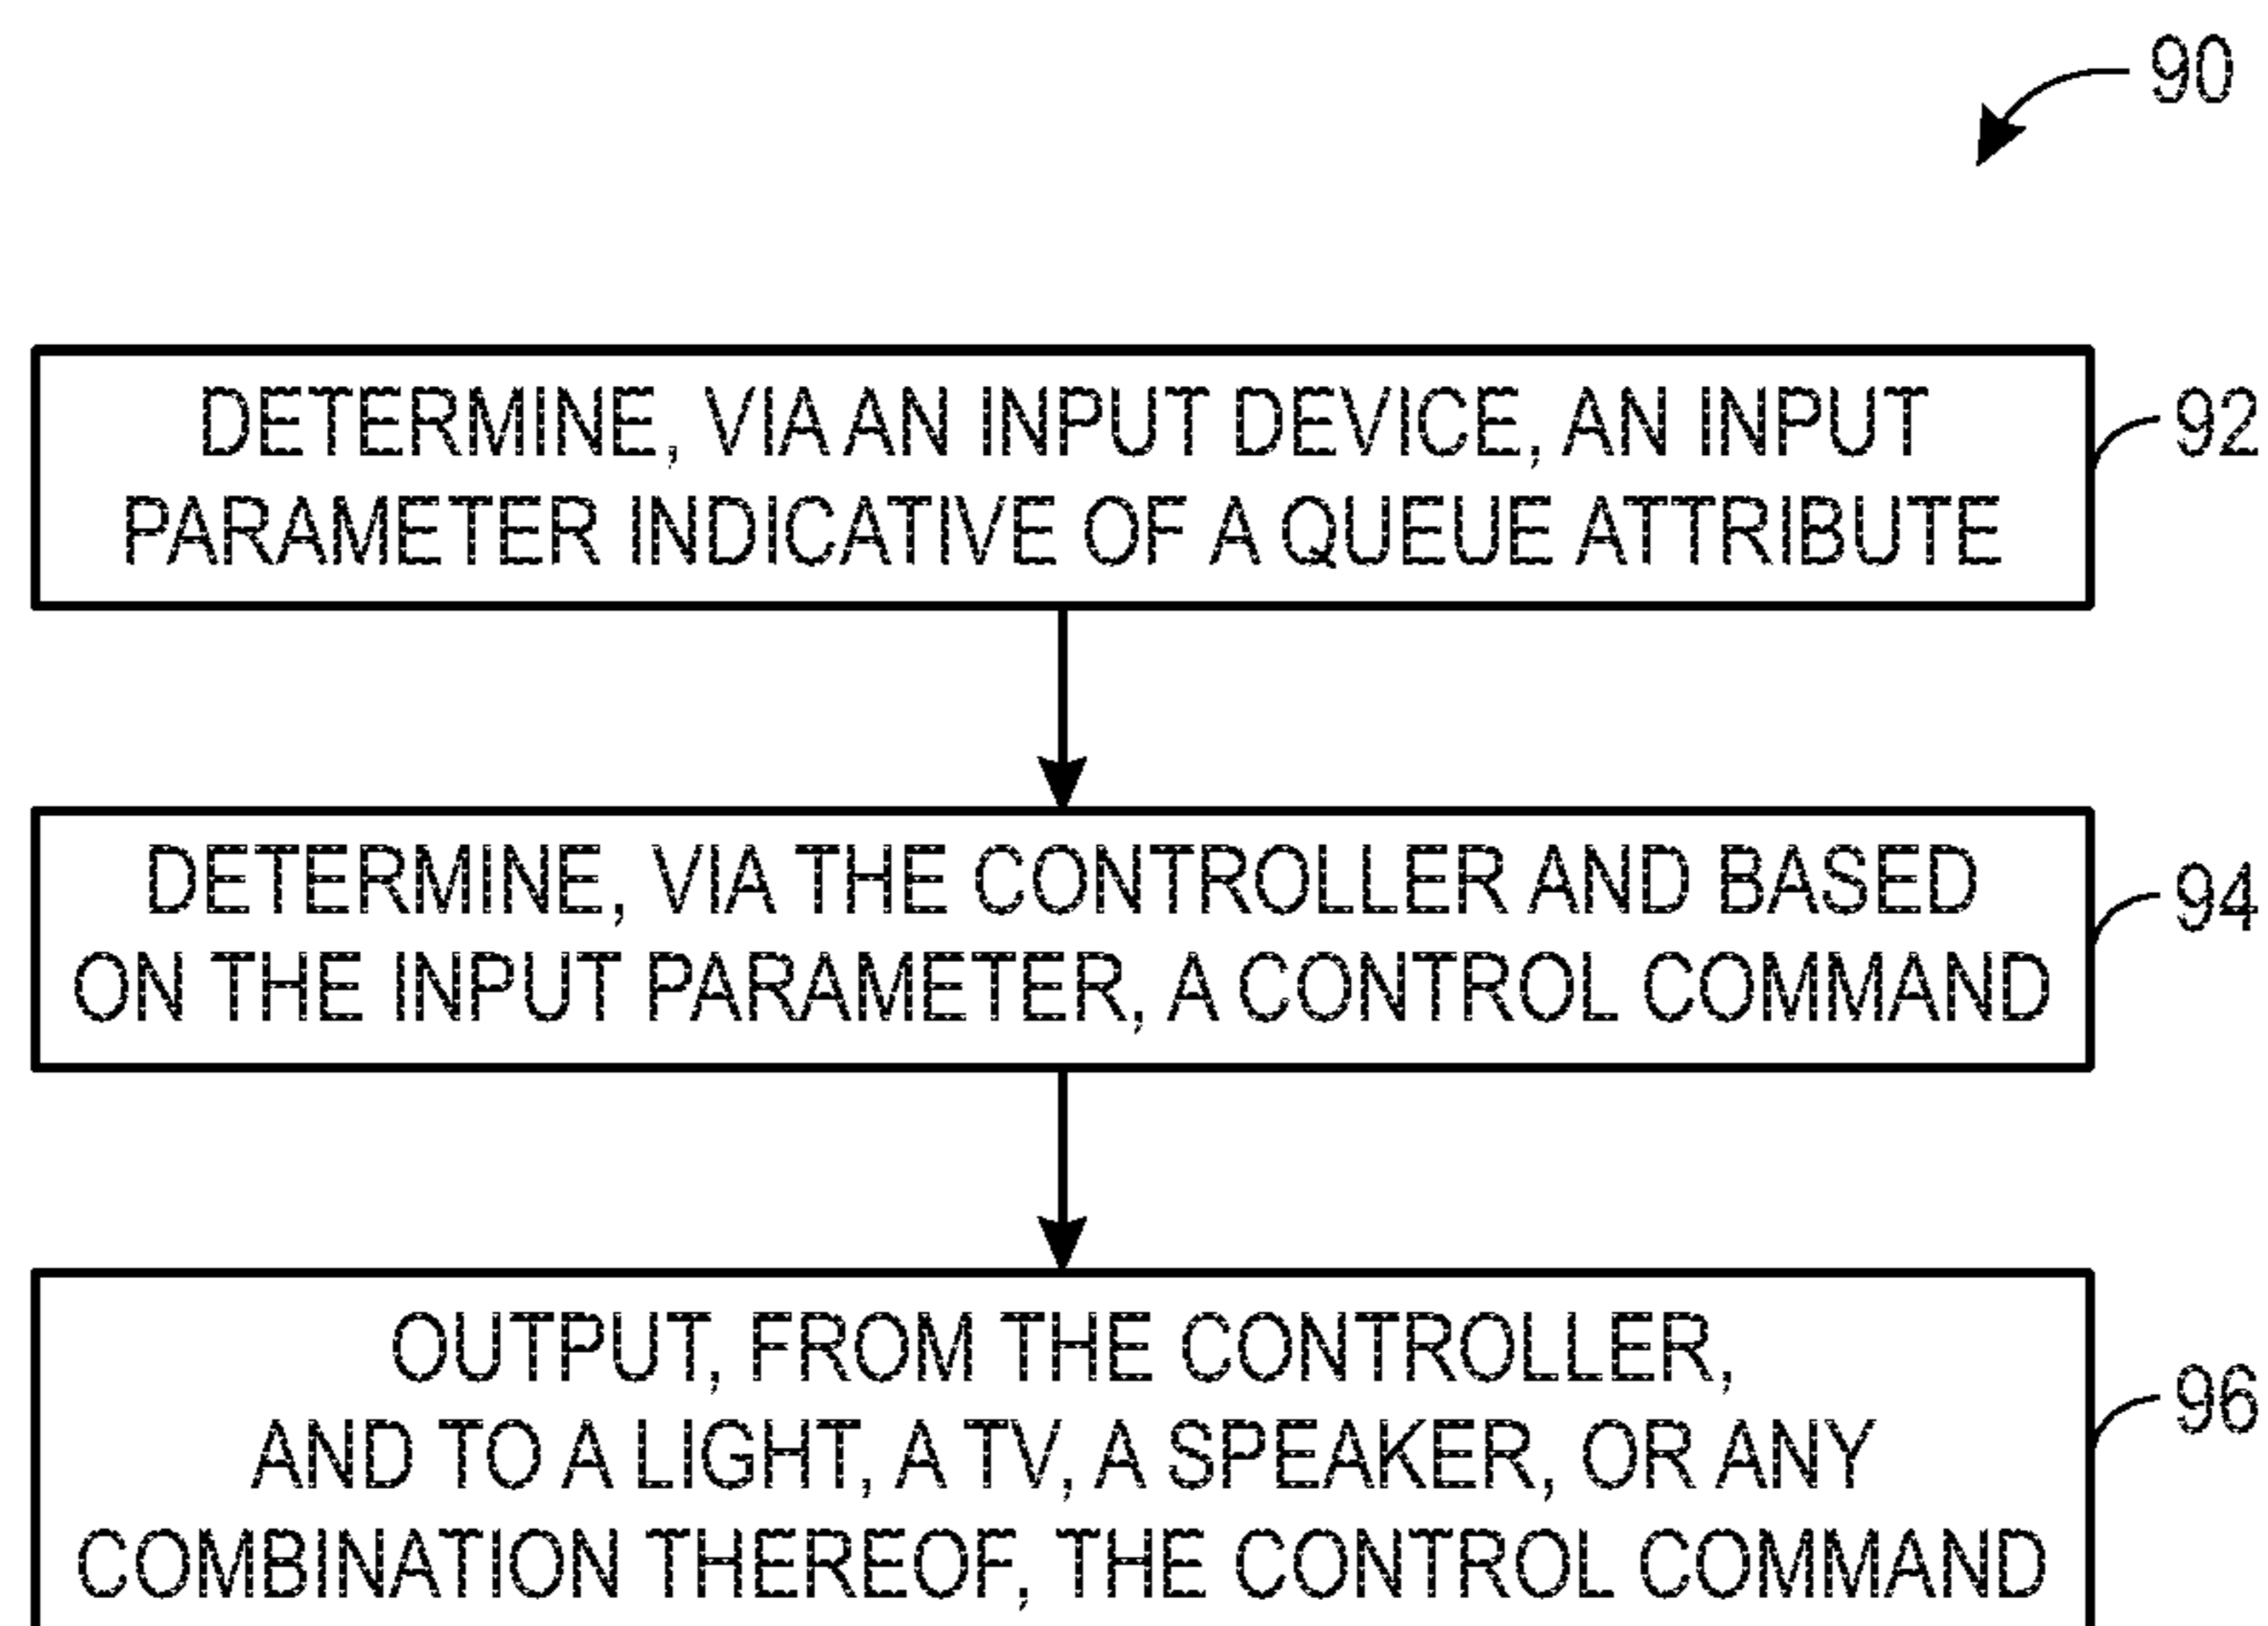 90
DETERMINE, VIA AN INPUT DEVICE, AN INPUT
PARAMETER INDICATIVE OF A QUEUE ATTRIBUTE
92
DETERMINE, VIA THE CONTROLLER AND BASED
ON THE INPUT PARAMETER, A CONTROL COMMAND
94
OUTPUT, FROM THE CONTROLLER,
AND TO A LIGHT, A TV, A SPEAKER, OR ANY
COMBINATION THEREOF, THE CONTROL COMMAND
96